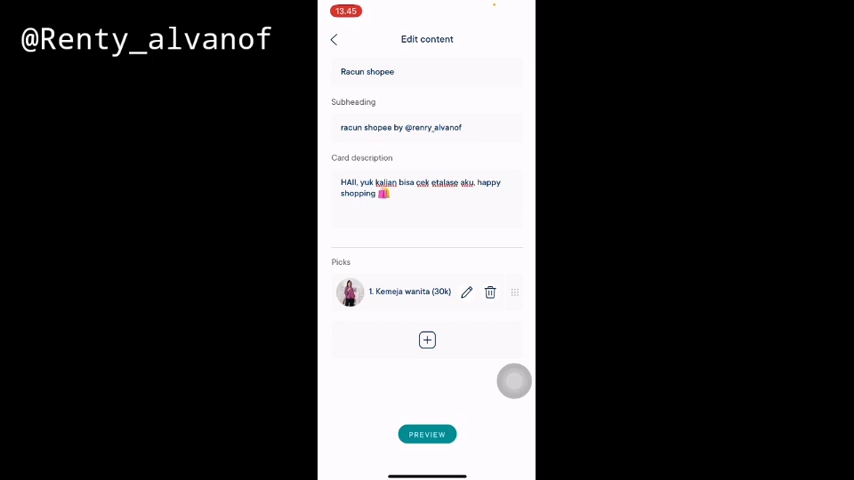 @Renty_alvanof
13.45
Edit content
Racun shopee
Subheading
racun shopee by @renry_alvanof
Card description
HAII, yuk kalian bisa cek etalase aku, happy
shopping 🛍️
Picks
1. Kemeja wanita (30k)
PREVIEW